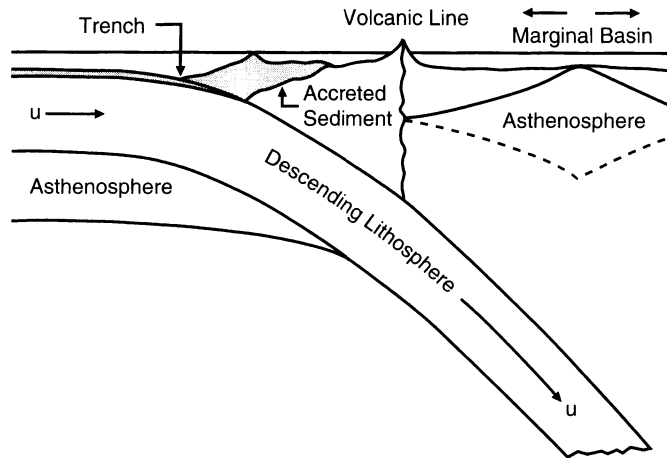 Volcanic Line
Trench
Marginal Basin
Accreted
Sediment
u
Asthenosphere
Asthenosphere
Descending Lithosphere
u